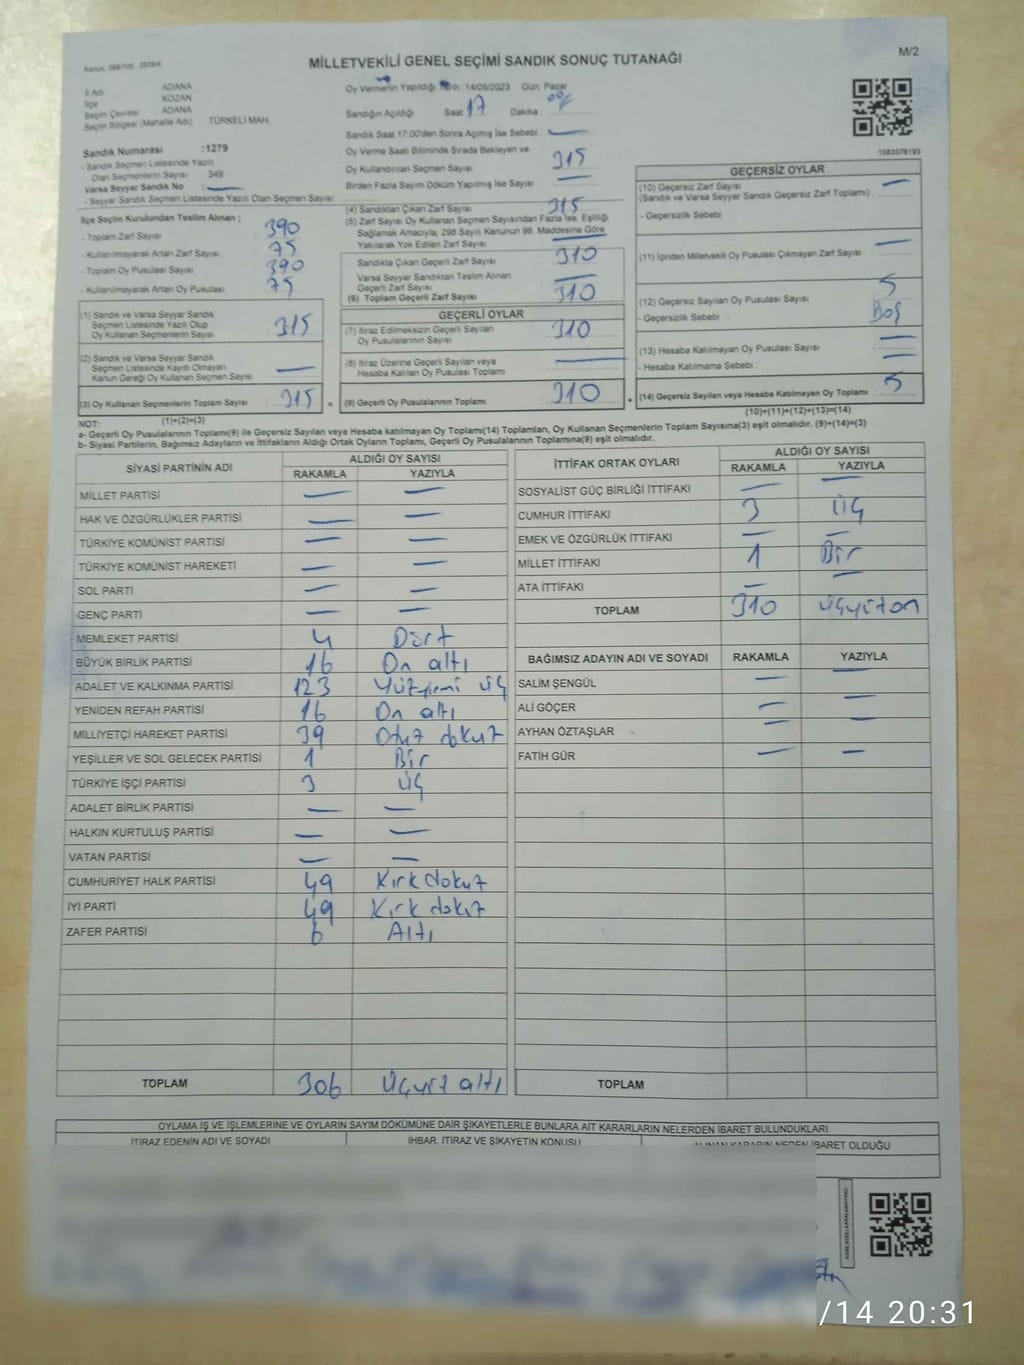 Kanun, 298/105 , 2839/4
MİLLETVEKİLİ GENEL SEÇİMİ SANDIK SONUÇ TUTANAĞI
M/2
İl Adı ADANA
İlçe KOZAN
Seçim Çevresi ADANA
Seçim Bölgesi (Mahalle Adı) TÜRKELİ MAH.
Sandık Numarası :1279
- Sandık Seçmen Listesinde Yazılı
Olan Seçmenlerin Sayısı 349
Varsa Seyyar Sandık No :
- Seyyar Sandık Seçmen Listesinde Yazılı Olan Seçmen Sayısı:
Oy Vermenin Yapıldığı Tarih: 14/05/2023 Gün: Pazar
Sandığın Açıldığı Saat 17 Dakika :
Sandık Saat 17:00'den Sonra Açılmış İse Sebebi :
Oy Verme Saati Bitiminde Sırada Bekleyen ve
Oy Kullandırılan Seçmen Sayısı : 315
Birden Fazla Sayım Döküm Yapılmış İse Sayısı :
İlçe Seçim Kurulundan Teslim Alınan ;
- Toplam Zarf Sayısı : 390
- Kullanılmayarak Artan Zarf Sayısı : 75
- Toplam Oy Pusulası Sayısı : 390
- Kullanılmayarak Artan Oy Pusulası : 75
(1) Sandık ve Varsa Seyyar Sandık
Seçmen Listesinde Yazılı Olup
Oy Kullanan Seçmenlerin Sayısı : 315
(2) Sandık ve Varsa Seyyar Sandık
Seçmen Listesinde Kaydı Olmayan
Kanun Gereği Oy Kullanan Seçmen Sayısı :
(3) Oy Kullanan Seçmenlerin Toplam Sayısı : 315 =
(1)+(2)=(3)
(4) Sandıktan Çıkan Zarf Sayısı : 315
(5) Zarf Sayısı Oy Kullanan Seçmen Sayısından Fazla İse, Eşitliği
Sağlamak Amacıyla, 298 Sayılı Kanunun 98. Maddesine Göre
Yakılarak Yok Edilen Zarf Sayısı :
Sandıkta Çıkan Geçerli Zarf Sayısı : 310
Varsa Seyyar Sandıktan Teslim Alınan
Geçerli Zarf Sayısı :
(6) Toplam Geçerli Zarf Sayısı : 310
GEÇERLİ OYLAR
(7) İtiraz Edilmeksizin Geçerli Sayılan
Oy Pusulalarının Sayısı : 310
(8) İtiraz Üzerine Geçerli Sayılan veya
Hesaba Katılan Oy Pusulası Toplamı :
(9) Geçerli Oy Pusulalarının Toplamı : 310 +
1083578193
GEÇERSİZ OYLAR
(10) Geçersiz Zarf Sayısı
(Sandık ve Varsa Seyyar Sandık Geçersiz Zarf Toplamı) :
- Geçersizlik Sebebi :
(11) İçinden Milletvekili Oy Pusulası Çıkmayan Zarf Sayısı :
(12) Geçersiz Sayılan Oy Pusulası Sayısı : 5
- Geçersizlik Sebebi : Boş
(13) Hesaba Katılmayan Oy Pusulası Sayısı :
- Hesaba Katılmama Sebebi :
(14) Geçersiz Sayılan veya Hesaba Katılmayan Oy Toplamı : 5
(10)+(11)+(12)+(13)=(14)
NOT:
a- Geçerli Oy Pusulalarının Toplamı(9) ile Geçersiz Sayılan veya Hesaba katılmayan Oy Toplamı(14) Toplamları, Oy Kullanan Seçmenlerin Toplam Sayısına(3) eşit olmalıdır. (9)+(14)=(3)
b- Siyasi Partilerin, Bağımsız Adayların ve İttifakların Aldığı Ortak Oyların Toplamı, Geçerli Oy Pusulalarının Toplamına(9) eşit olmalıdır.
SİYASİ PARTİNİN ADI ALDIĞI OY SAYISI
RAKAMLA YAZIYLA
MİLLET PARTİSİ
HAK VE ÖZGÜRLÜKLER PARTİSİ
TÜRKİYE KOMÜNİST PARTİSİ
TÜRKİYE KOMÜNİST HAREKETİ
SOL PARTİ
GENÇ PARTİ
MEMLEKET PARTİSİ 4 Dört
BÜYÜK BİRLİK PARTİSİ 16 On altı
ADALET VE KALKINMA PARTİSİ 123 Yüzyirmi üç
YENİDEN REFAH PARTİSİ 16 On altı
MİLLİYETÇİ HAREKET PARTİSİ 39 Otuz dokuz
YEŞİLLER VE SOL GELECEK PARTİSİ 1 Bir
TÜRKİYE İŞÇİ PARTİSİ 3 üç
ADALET BİRLİK PARTİSİ
HALKIN KURTULUŞ PARTİSİ
VATAN PARTİSİ
CUMHURİYET HALK PARTİSİ 49 Kırk dokuz
İYİ PARTİ 49 Kırk dokuz
ZAFER PARTİSİ 6 Altı
TOPLAM 306 üçyüz altı
İTTİFAK ORTAK OYLARI ALDIĞI OY SAYISI
RAKAMLA YAZIYLA
SOSYALİST GÜÇ BİRLİĞİ İTTİFAKI
CUMHUR İTTİFAKI 3 üç
EMEK VE ÖZGÜRLÜK İTTİFAKI
MİLLET İTTİFAKI 1 Bir
ATA İTTİFAKI
TOPLAM 310 üçyüzon
BAĞIMSIZ ADAYIN ADI VE SOYADI RAKAMLA YAZIYLA
SALİM ŞENGÜL
ALİ GÖÇER
AYHAN ÖZTAŞLAR
FATİH GÜR
TOPLAM
OYLAMA İŞ VE İŞLEMLERİNE VE OYLARIN SAYIM DÖKÜMÜNE DAİR ŞİKAYETLERLE BUNLARA AİT KARARLARIN NELERDEN İBARET BULUNDUKLARI
İTİRAZ EDENİN ADI VE SOYADI İHBAR, İTİRAZ VE ŞİKAYETİN KONUSU ALINAN KARARIN NEDEN İBARET OLDUĞU
/14 20:31